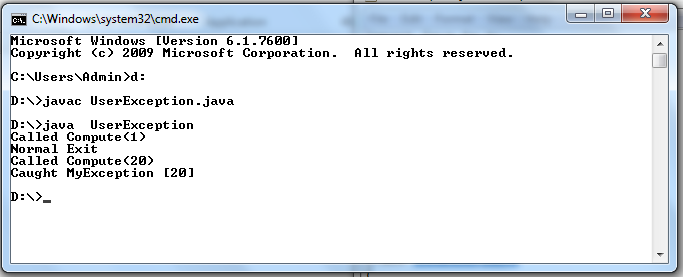 C:\Windows\system32\cmd.exe
Microsoft Windows [Version 6.1.7600]
Copyright (c) 2009 Microsoft Corporation.  All rights reserved.
C:\Users\Admin>d:
D:\>javac UserException.java
D:\>java  UserException
Called Compute(1)
Normal Exit
Called Compute(20)
Caught MyException [20]
D:\>_